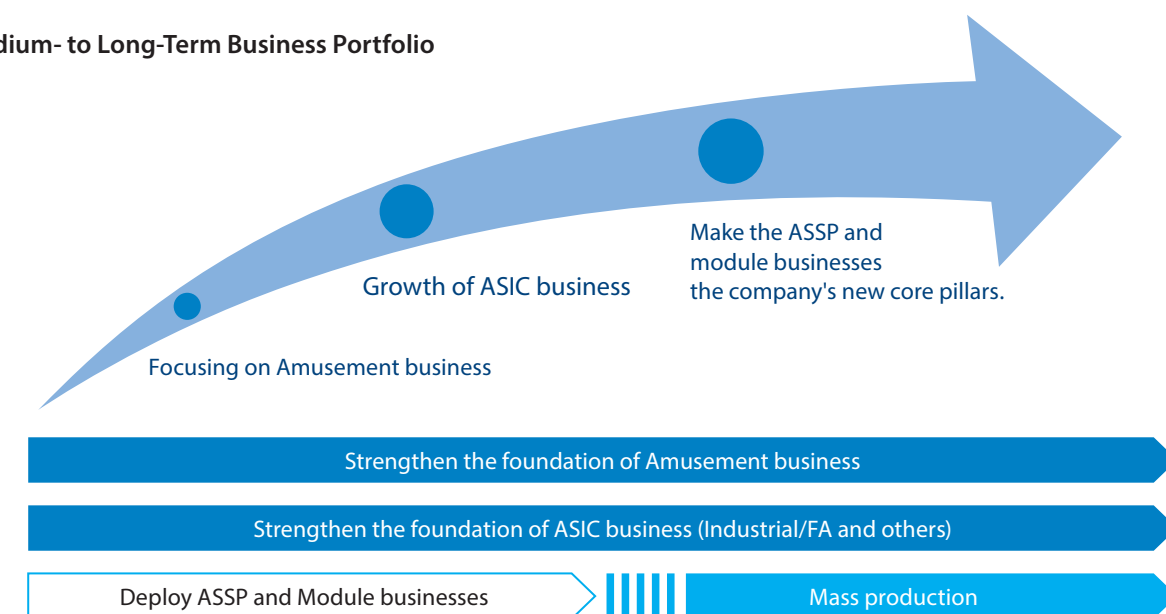 to Long-Term Business Portfolio
Make the ASSP and
module businesses
the company's new core pillars.
Growth of ASIC business
Focusing on Amusement business
Strengthen the foundation of Amusement business
Strengthen the foundation of ASIC business (Industrial/FA and others)
Deploy ASSP and Module businesses
Mass production